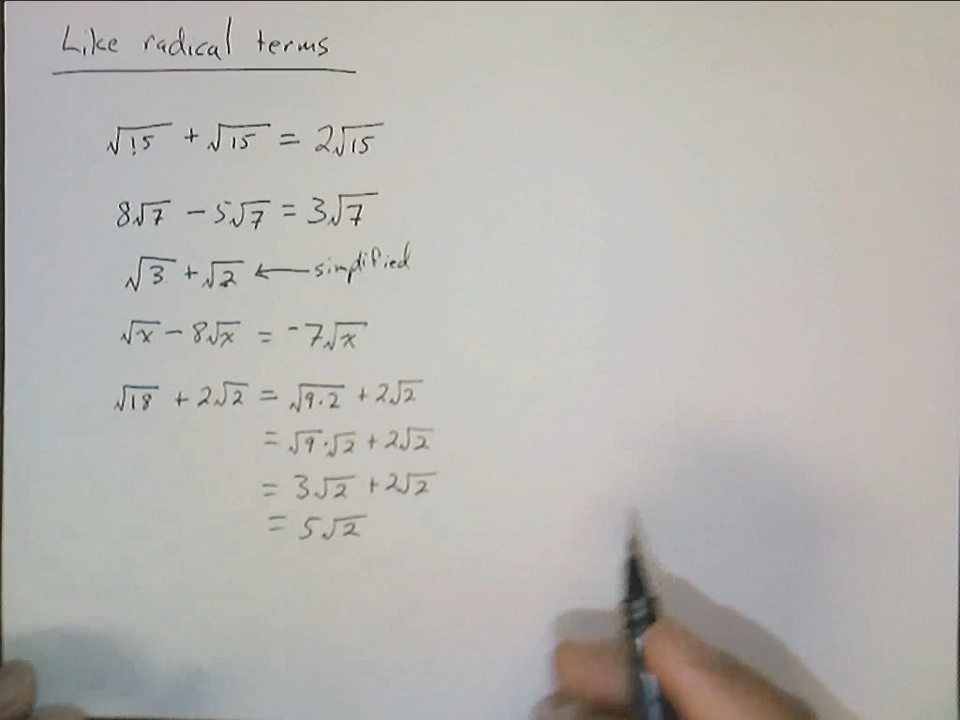 Like radical terms
√15 + √15 = 2√15
8√7 − 5√7 = 3√7
√3 + √2 ← simplified
√x − 8√x = ⁻7√x
√18 + 2√2 = √9·2 + 2√2
= √9·√2 + 2√2
= 3√2 + 2√2
= 5√2